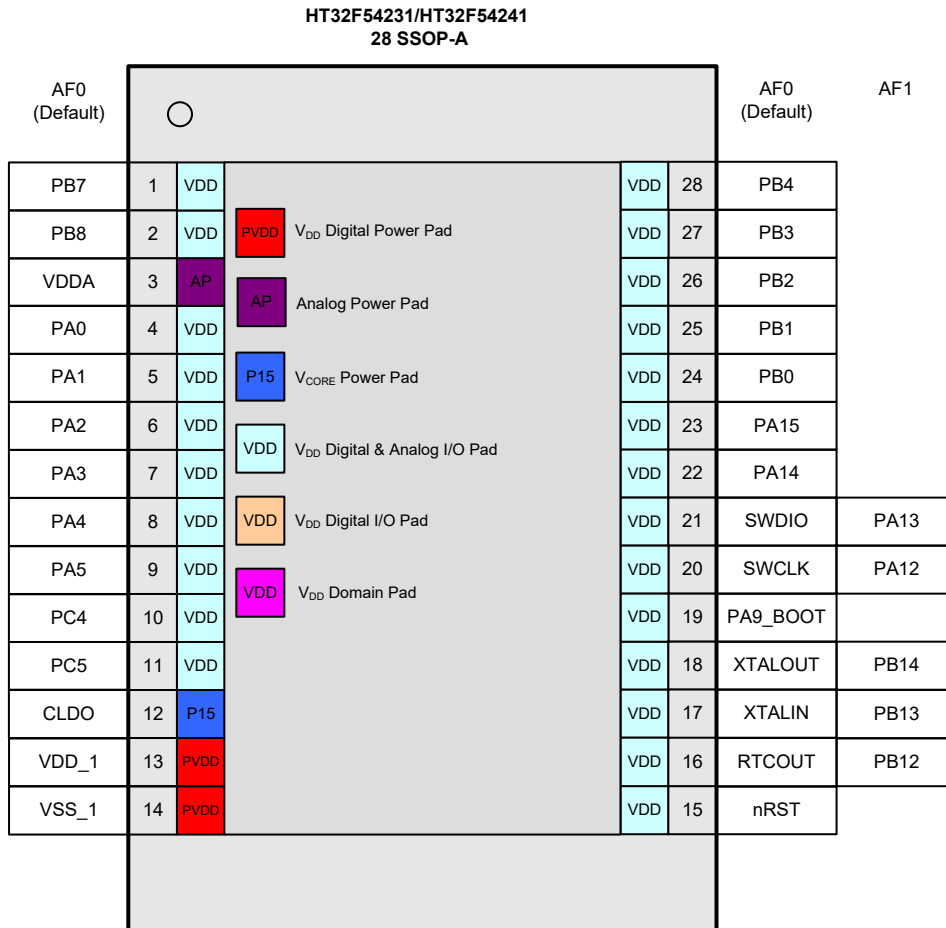 HT32F54231/HT32F54241
28 SSOP-A
AF0
(Default)
AF0
(Default)
AF1
PB7 1 VDD VDD 28 PB4
PB8 2 VDD PVDD VDD Digital Power Pad VDD 27 PB3
VDDA 3 AP AP Analog Power Pad VDD 26 PB2
PA0 4 VDD VDD 25 PB1
PA1 5 VDD P15 VCORE Power Pad VDD 24 PB0
PA2 6 VDD VDD VDD Digital & Analog I/O Pad VDD 23 PA15
PA3 7 VDD VDD 22 PA14
PA4 8 VDD VDD VDD Digital I/O Pad VDD 21 SWDIO PA13
PA5 9 VDD VDD VDD Domain Pad VDD 20 SWCLK PA12
PC4 10 VDD VDD 19 PA9_BOOT
PC5 11 VDD VDD 18 XTALOUT PB14
CLDO 12 P15 VDD 17 XTALIN PB13
VDD_1 13 PVDD VDD 16 RTCOUT PB12
VSS_1 14 PVDD VDD 15 nRST